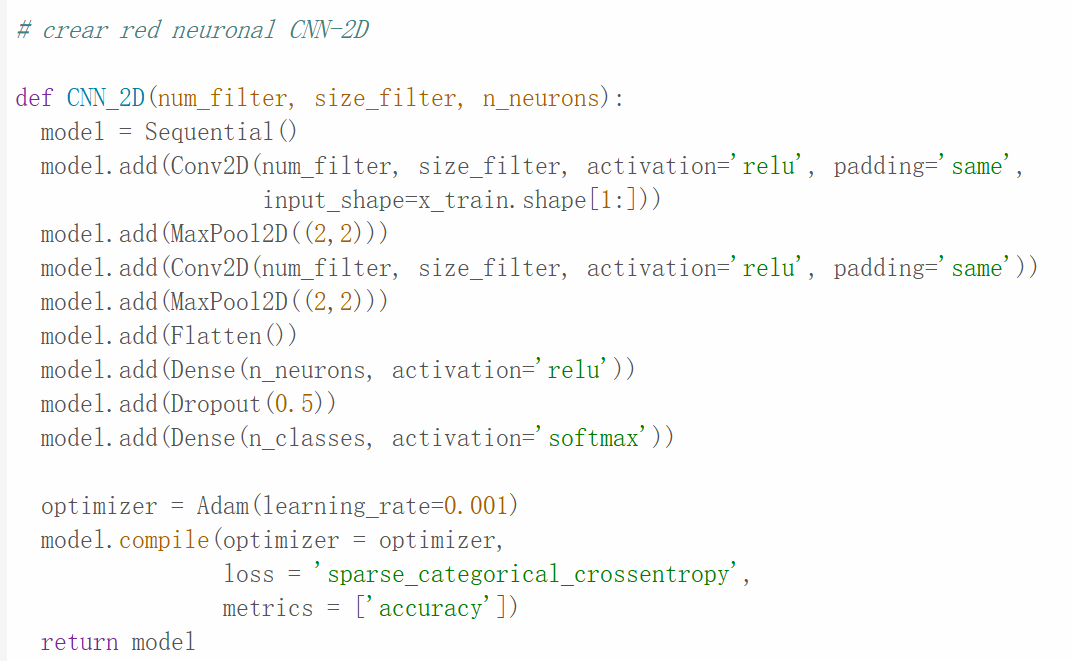 # crear red neuronal CNN-2D
def CNN_2D(num_filter, size_filter, n_neurons):
  model = Sequential()
  model.add(Conv2D(num_filter, size_filter, activation='relu', padding='same',
                   input_shape=x_train.shape[1:]))
  model.add(MaxPool2D((2,2)))
  model.add(Conv2D(num_filter, size_filter, activation='relu', padding='same'))
  model.add(MaxPool2D((2,2)))
  model.add(Flatten())
  model.add(Dense(n_neurons, activation='relu'))
  model.add(Dropout(0.5))
  model.add(Dense(n_classes, activation='softmax'))
  optimizer = Adam(learning_rate=0.001)
  model.compile(optimizer = optimizer,
                loss = 'sparse_categorical_crossentropy',
                metrics = ['accuracy'])
  return model